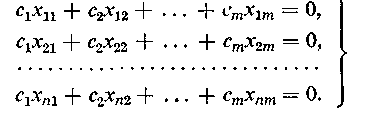 c₁x₁₁ + c₂x₁₂ + ... + cₘx₁ₘ = 0,
c₁x₂₁ + c₂x₂₂ + ... + cₘx₂ₘ = 0,
. . . . . . . . . . . . . . . . . . . . . . . . . . . .
c₁xₙ₁ + c₂xₙ₂ + ... + cₘxₙₘ = 0.